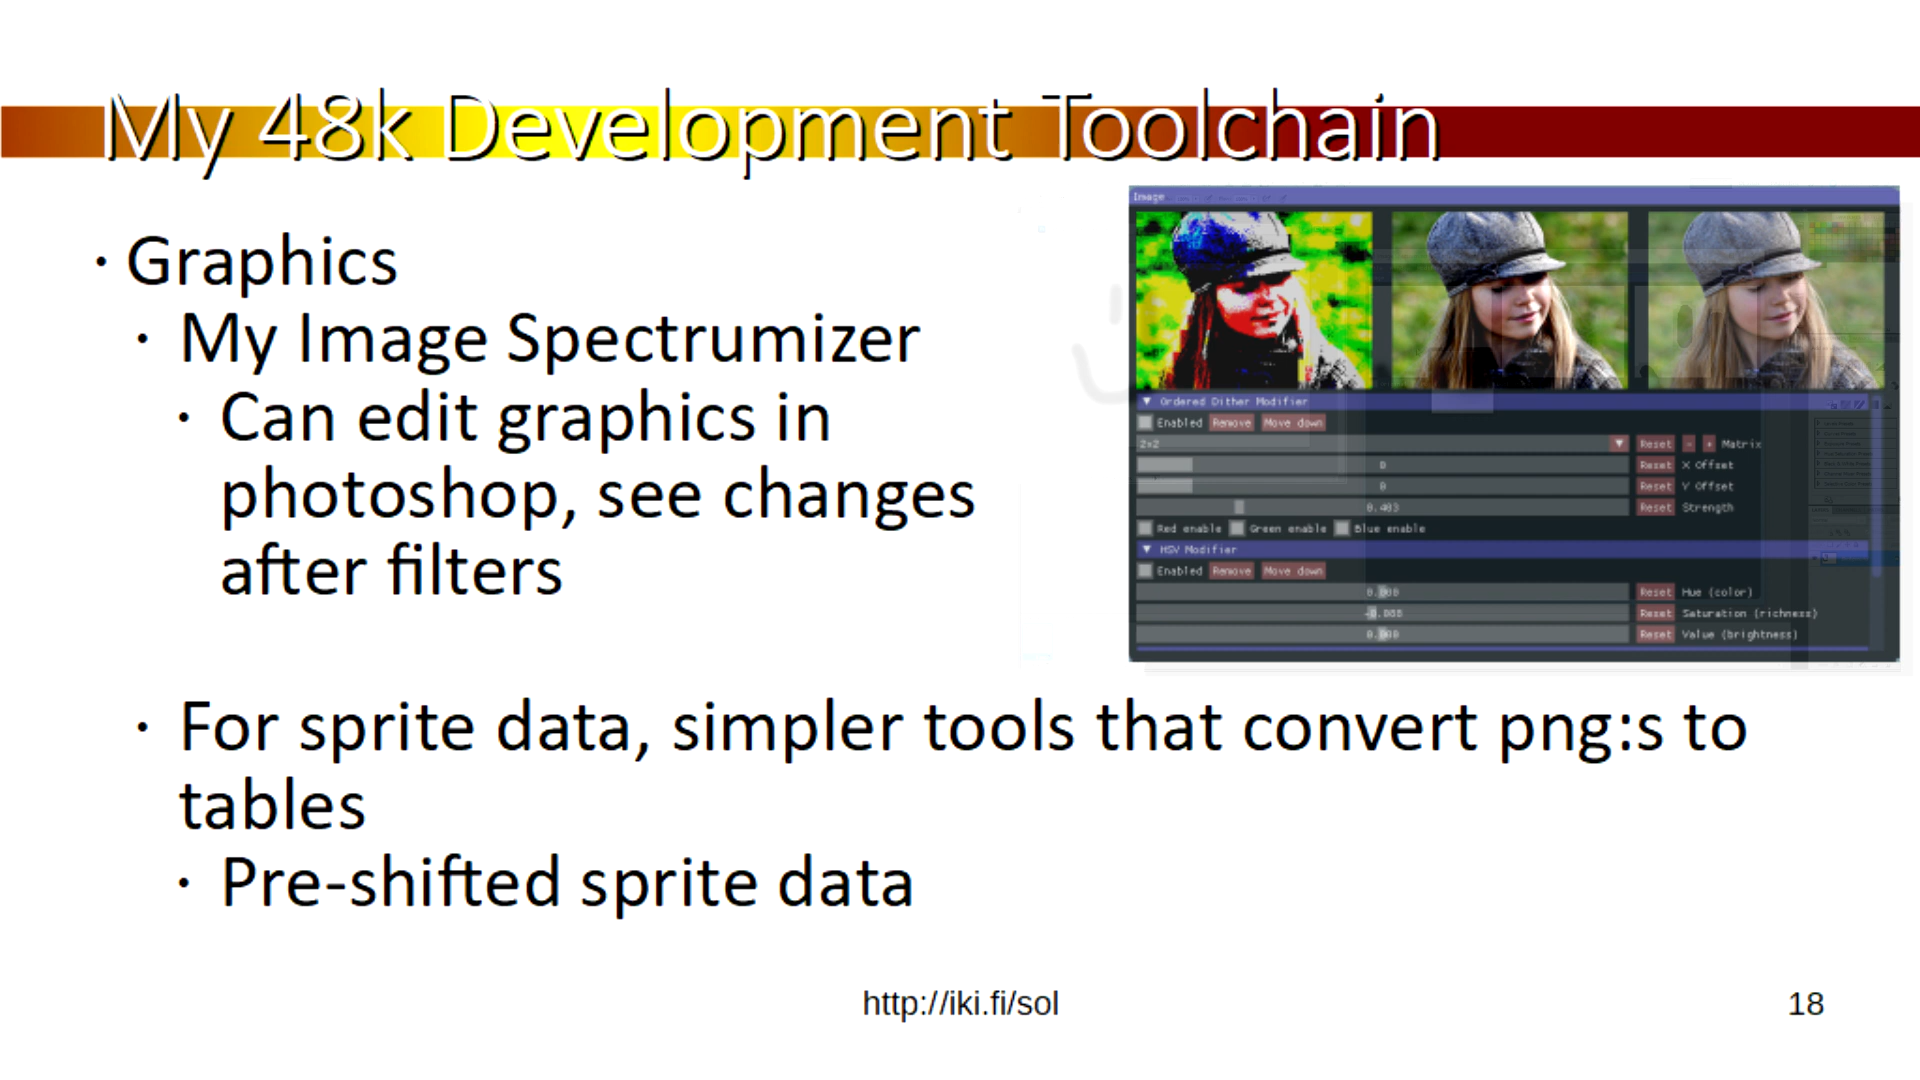 My 48k Development Toolchain
· Graphics
· My Image Spectrumizer
· Can edit graphics in
photoshop, see changes
after filters
Image
▼ Ordered Dither Modifier
Enabled Remove Move down
2x2 ▼ Reset - + Matrix
0 Reset X Offset
0 Reset Y Offset
0.403 Reset Strength
Red enable Green enable Blue enable
▼ HSV Modifier
Enabled Remove Move down
Reset Hue (color)
Reset Saturation (richness)
Reset Value (brightness)
· For sprite data, simpler tools that convert png:s to
tables
· Pre-shifted sprite data
http://iki.fi/sol
18